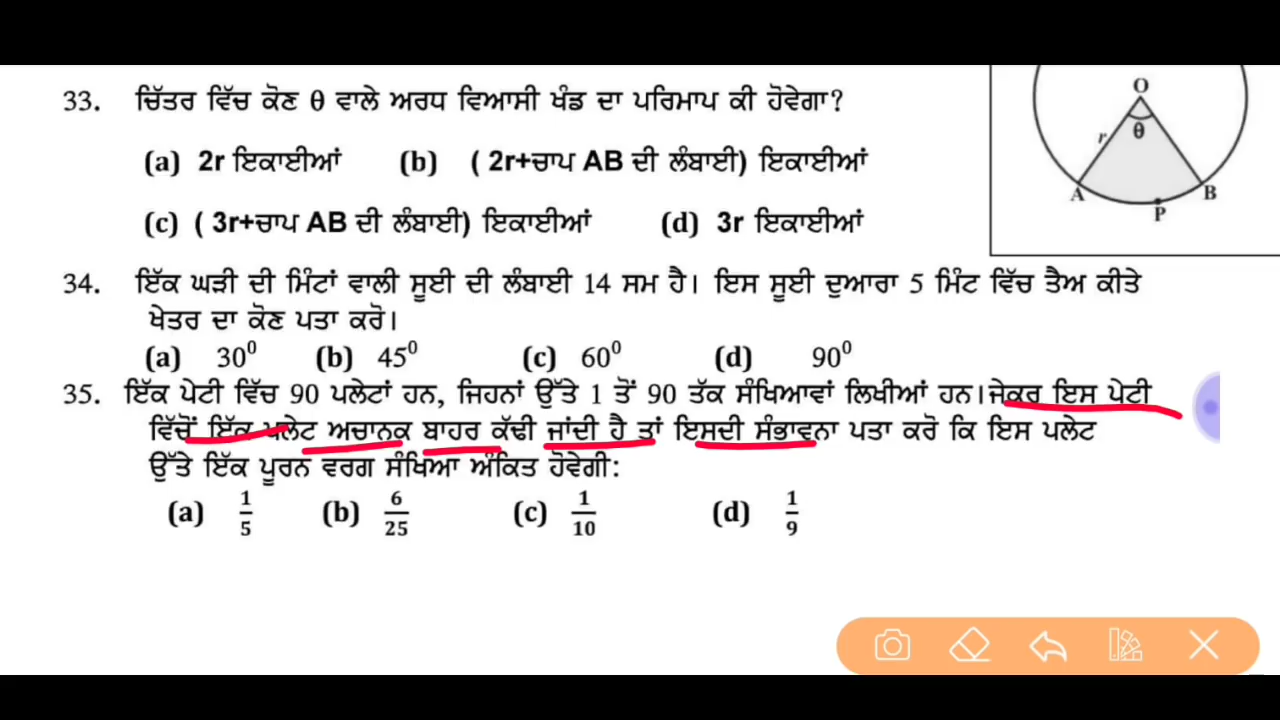 33. ਚਿੱਤਰ ਵਿੱਚ ਕੋਣ θ ਵਾਲੇ ਅਰਧ ਵਿਆਸੀ ਖੰਡ ਦਾ ਪਰਿਮਾਪ ਕੀ ਹੋਵੇਗਾ?
(a) 2r ਇਕਾਈਆਂ (b) ( 2r+ਚਾਪ AB ਦੀ ਲੰਬਾਈ) ਇਕਾਈਆਂ
(c) ( 3r+ਚਾਪ AB ਦੀ ਲੰਬਾਈ) ਇਕਾਈਆਂ (d) 3r ਇਕਾਈਆਂ
O
θ
r
A
B
P
34. ਇੱਕ ਘੜੀ ਦੀ ਮਿੰਟਾਂ ਵਾਲੀ ਸੂਈ ਦੀ ਲੰਬਾਈ 14 ਸਮ ਹੈ। ਇਸ ਸੂਈ ਦੁਆਰਾ 5 ਮਿੰਟ ਵਿੱਚ ਤੈਅ ਕੀਤੇ
ਖੇਤਰ ਦਾ ਕੋਣ ਪਤਾ ਕਰੋ।
(a) 30⁰ (b) 45⁰ (c) 60⁰ (d) 90⁰
35. ਇੱਕ ਪੇਟੀ ਵਿੱਚ 90 ਪਲੇਟਾਂ ਹਨ, ਜਿਹਨਾਂ ਉੱਤੇ 1 ਤੋਂ 90 ਤੱਕ ਸੰਖਿਆਵਾਂ ਲਿਖੀਆਂ ਹਨ।ਜੇਕਰ ਇਸ ਪੇਟੀ
ਵਿੱਚੋਂ ਇੱਕ ਪਲੇਟ ਅਚਾਨਕ ਬਾਹਰ ਕੱਢੀ ਜਾਂਦੀ ਹੈ ਤਾਂ ਇਸਦੀ ਸੰਭਾਵਨਾ ਪਤਾ ਕਰੋ ਕਿ ਇਸ ਪਲੇਟ
ਉੱਤੇ ਇੱਕ ਪੂਰਨ ਵਰਗ ਸੰਖਿਆ ਅੰਕਿਤ ਹੋਵੇਗੀ:
(a) 1/5 (b) 6/25 (c) 1/10 (d) 1/9